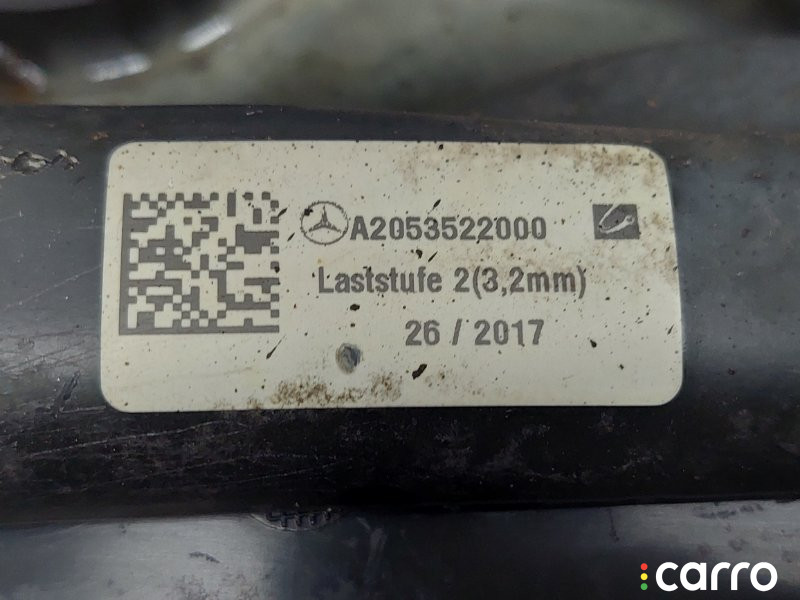 A2053522000
Laststufe 2(3,2mm)
26 / 2017
carro